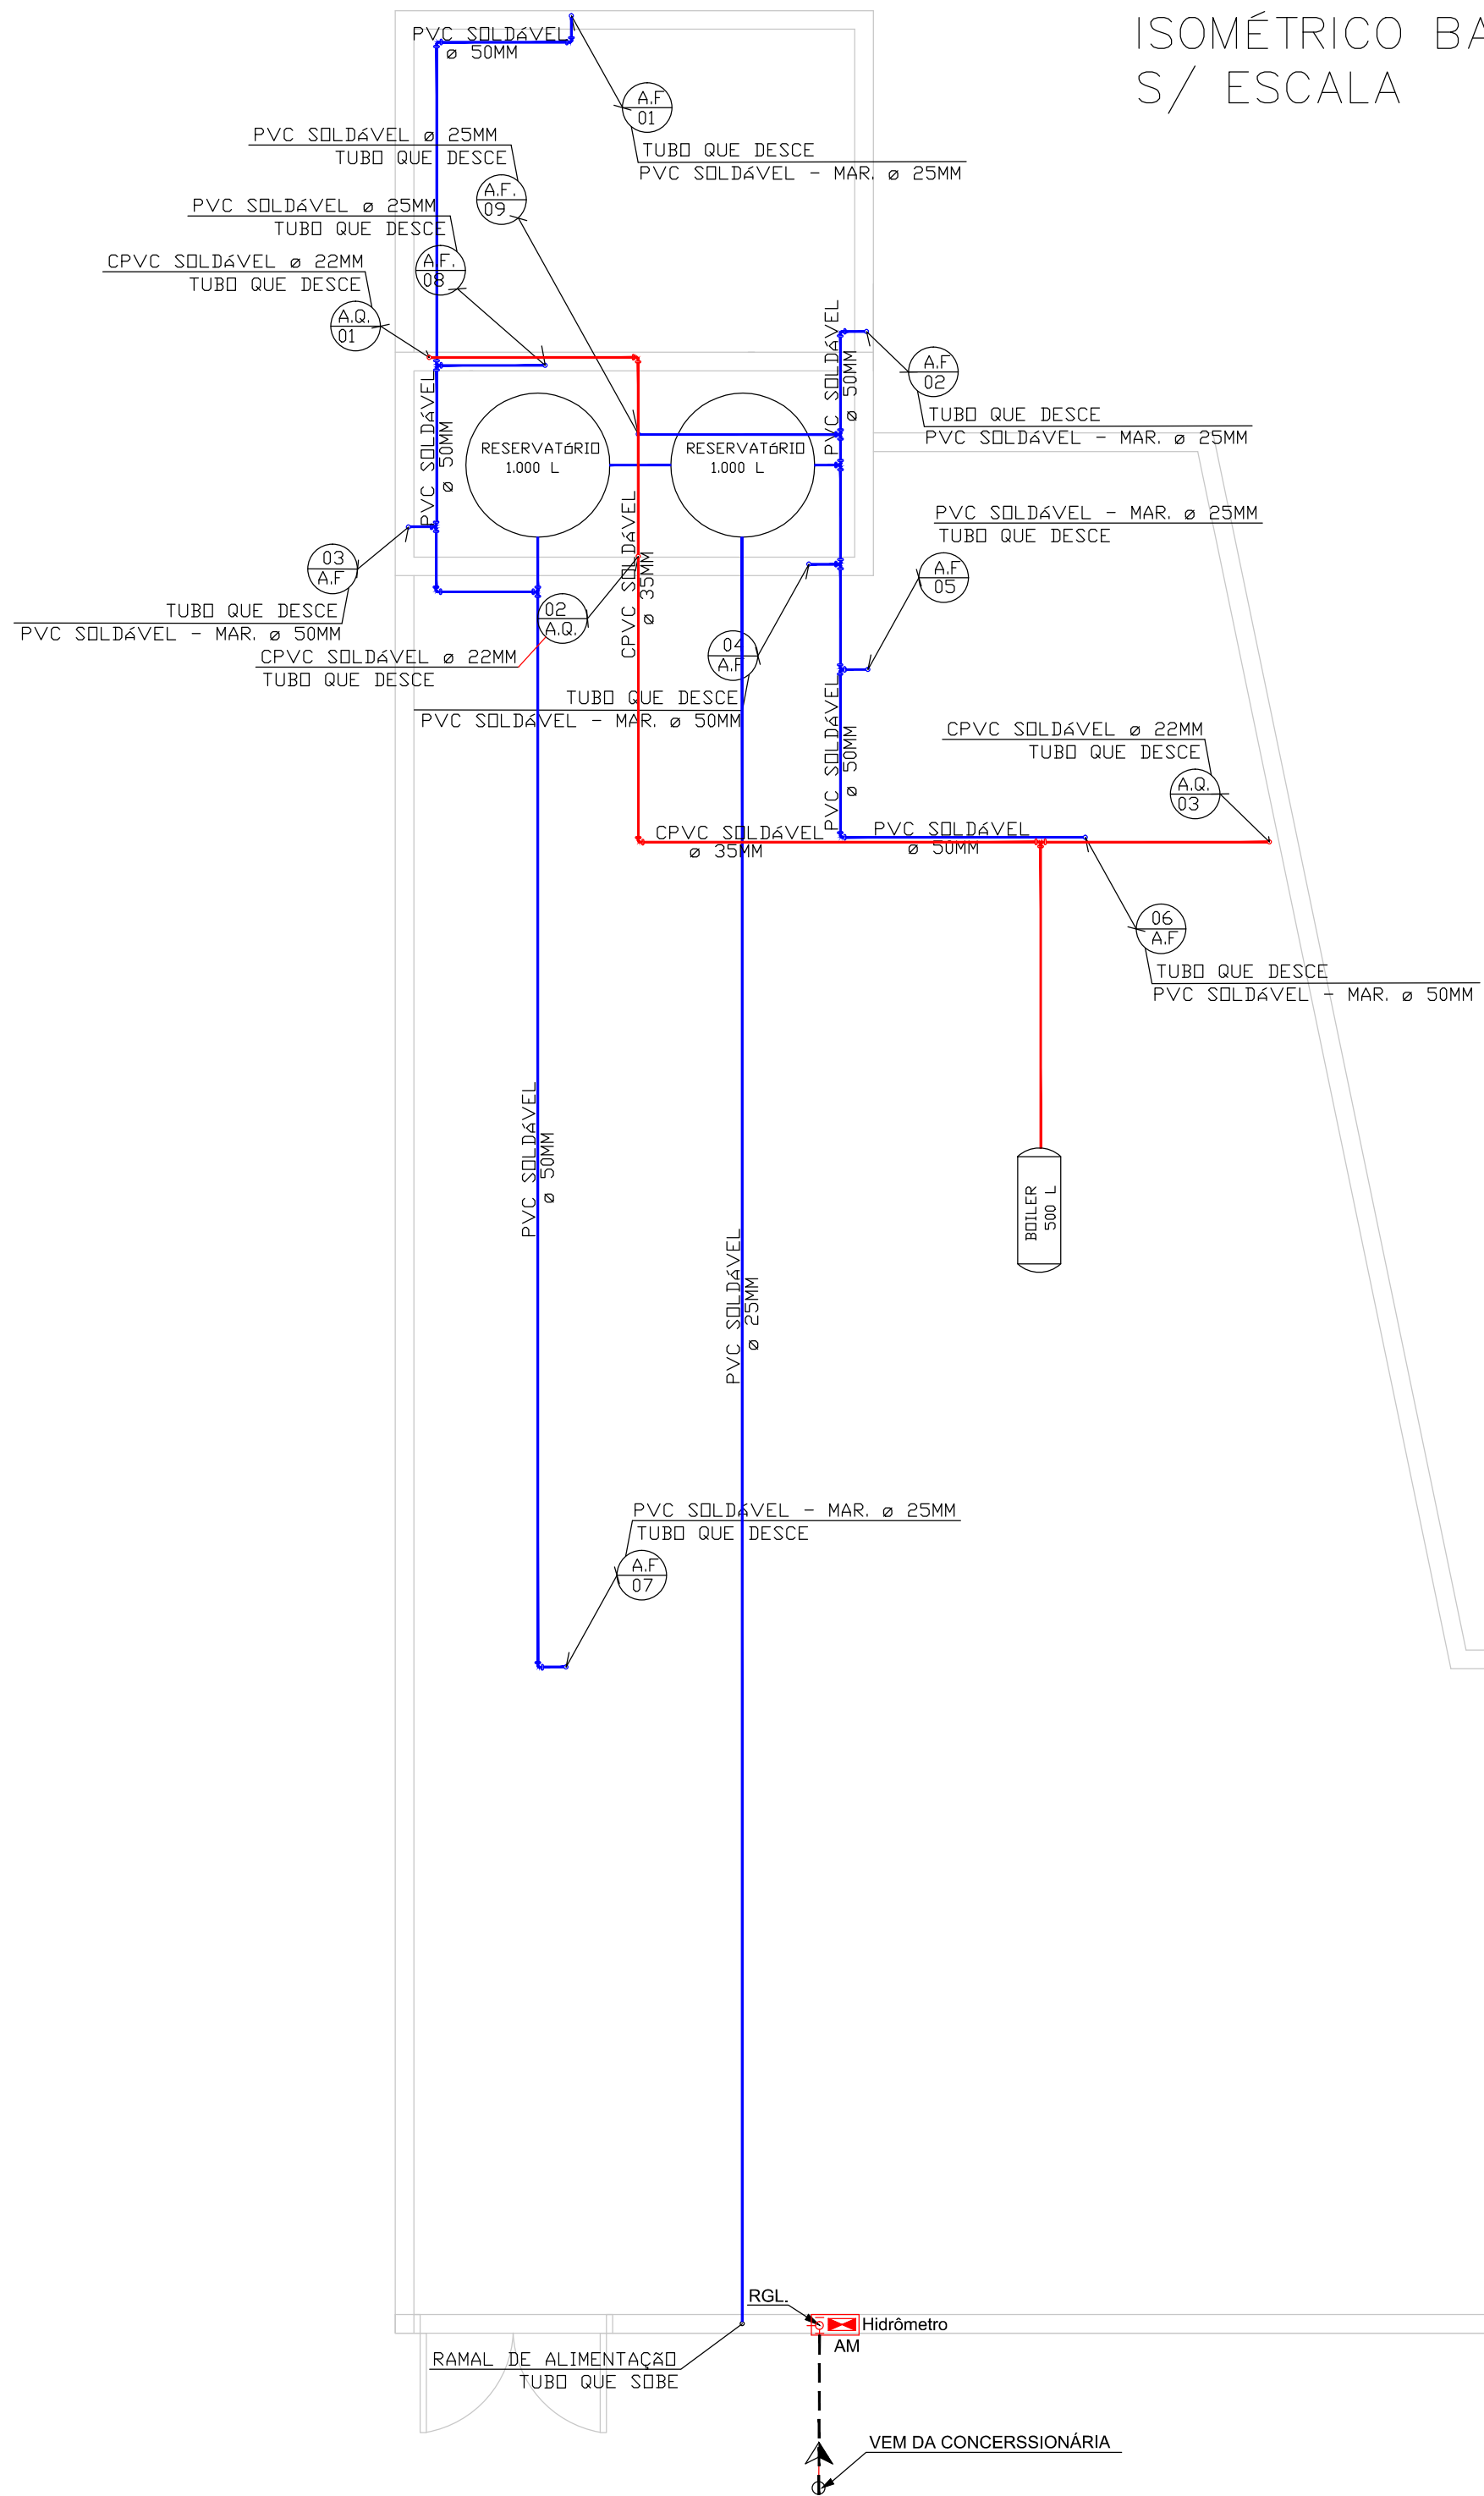 ISOMÉTRICO BA
S/ ESCALA
PVC SOLDÁVEL
ø 50MM
A.F
01
TUBO QUE DESCE
PVC SOLDÁVEL - MAR. ø 25MM
PVC SOLDÁVEL ø 25MM
TUBO QUE DESCE
A.F.
09
PVC SOLDÁVEL ø 25MM
TUBO QUE DESCE
A.F.
08
CPVC SOLDÁVEL ø 22MM
TUBO QUE DESCE
A.Q.
01
PVC SOLDÁVEL
ø 50MM
A.F
02
TUBO QUE DESCE
PVC SOLDÁVEL - MAR. ø 25MM
PVC SOLDÁVEL
ø 50MM
RESERVATÓRIO
1.000 L
RESERVATÓRIO
1.000 L
PVC SOLDÁVEL - MAR. ø 25MM
TUBO QUE DESCE
A.F
05
03
A.F
TUBO QUE DESCE
PVC SOLDÁVEL - MAR. ø 50MM
CPVC SOLDÁVEL
ø 35MM
02
A.Q.
CPVC SOLDÁVEL ø 22MM
TUBO QUE DESCE
04
A.F
TUBO QUE DESCE
PVC SOLDÁVEL - MAR. ø 50MM
PVC SOLDÁVEL
ø 50MM
CPVC SOLDÁVEL ø 22MM
TUBO QUE DESCE
A.Q.
03
CPVC SOLDÁVEL
ø 35MM
PVC SOLDÁVEL
ø 50MM
06
A.F
TUBO QUE DESCE
PVC SOLDÁVEL - MAR. ø 50MM
PVC SOLDÁVEL
ø 50MM
BOILER
500 L
PVC SOLDÁVEL
ø 25MM
PVC SOLDÁVEL - MAR. ø 25MM
TUBO QUE DESCE
A.F
07
RGL.
Hidrômetro
AM
RAMAL DE ALIMENTAÇÃO
TUBO QUE SOBE
VEM DA CONCERSSIONÁRIA